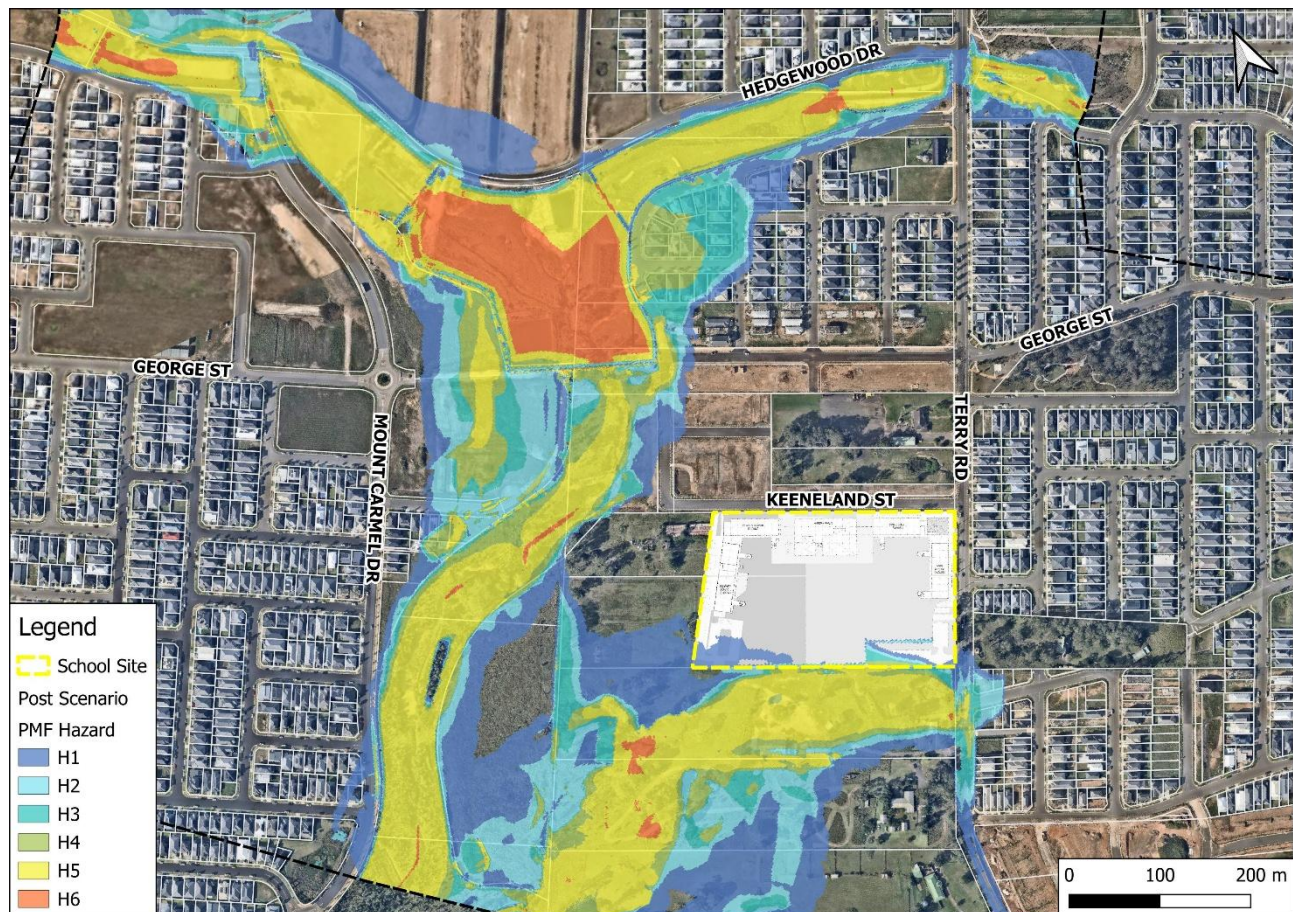 HEDGEWOOD DR
GEORGE ST
GEORGE ST
MOUNT CARMEL DR
TERRY RD
KEENELAND ST
Legend
School Site
Post Scenario
PMF Hazard
H1
H2
H3
H4
H5
H6
0 100 200 m